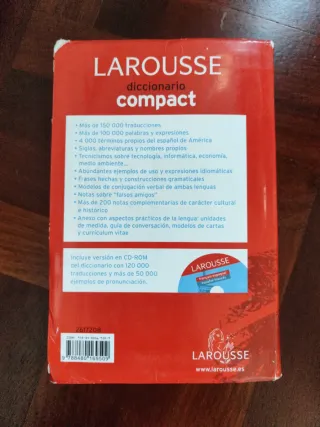 LAROUSSE
diccionario
compact
• Más de 150 000 traducciones
• Más de 100 000 palabras y expresiones
• 4 000 términos propios del español de América
• Siglas, abreviaturas y nombres propios
• Tecnicismos sobre tecnología, informática, economía,
medio ambiente...
• Abundantes ejemplos de uso y expresiones idiomáticas
• Frases hechas y construcciones gramaticales
• Modelos de conjugación verbal de ambas lenguas
• Notas sobre "falsos amigos"
• Más de 200 notas complementarias de carácter cultural
e histórico
• Anexo con aspectos prácticos de la lengua: unidades
de medida, guía de conversación, modelos de cartas
y curriculum vitae
Incluye versión en CD-ROM
del diccionario con 120 000
traducciones y más de 50 000
ejemplos de pronunciación.
LAROUSSE
2617208
LAROUSSE
www.larousse.es